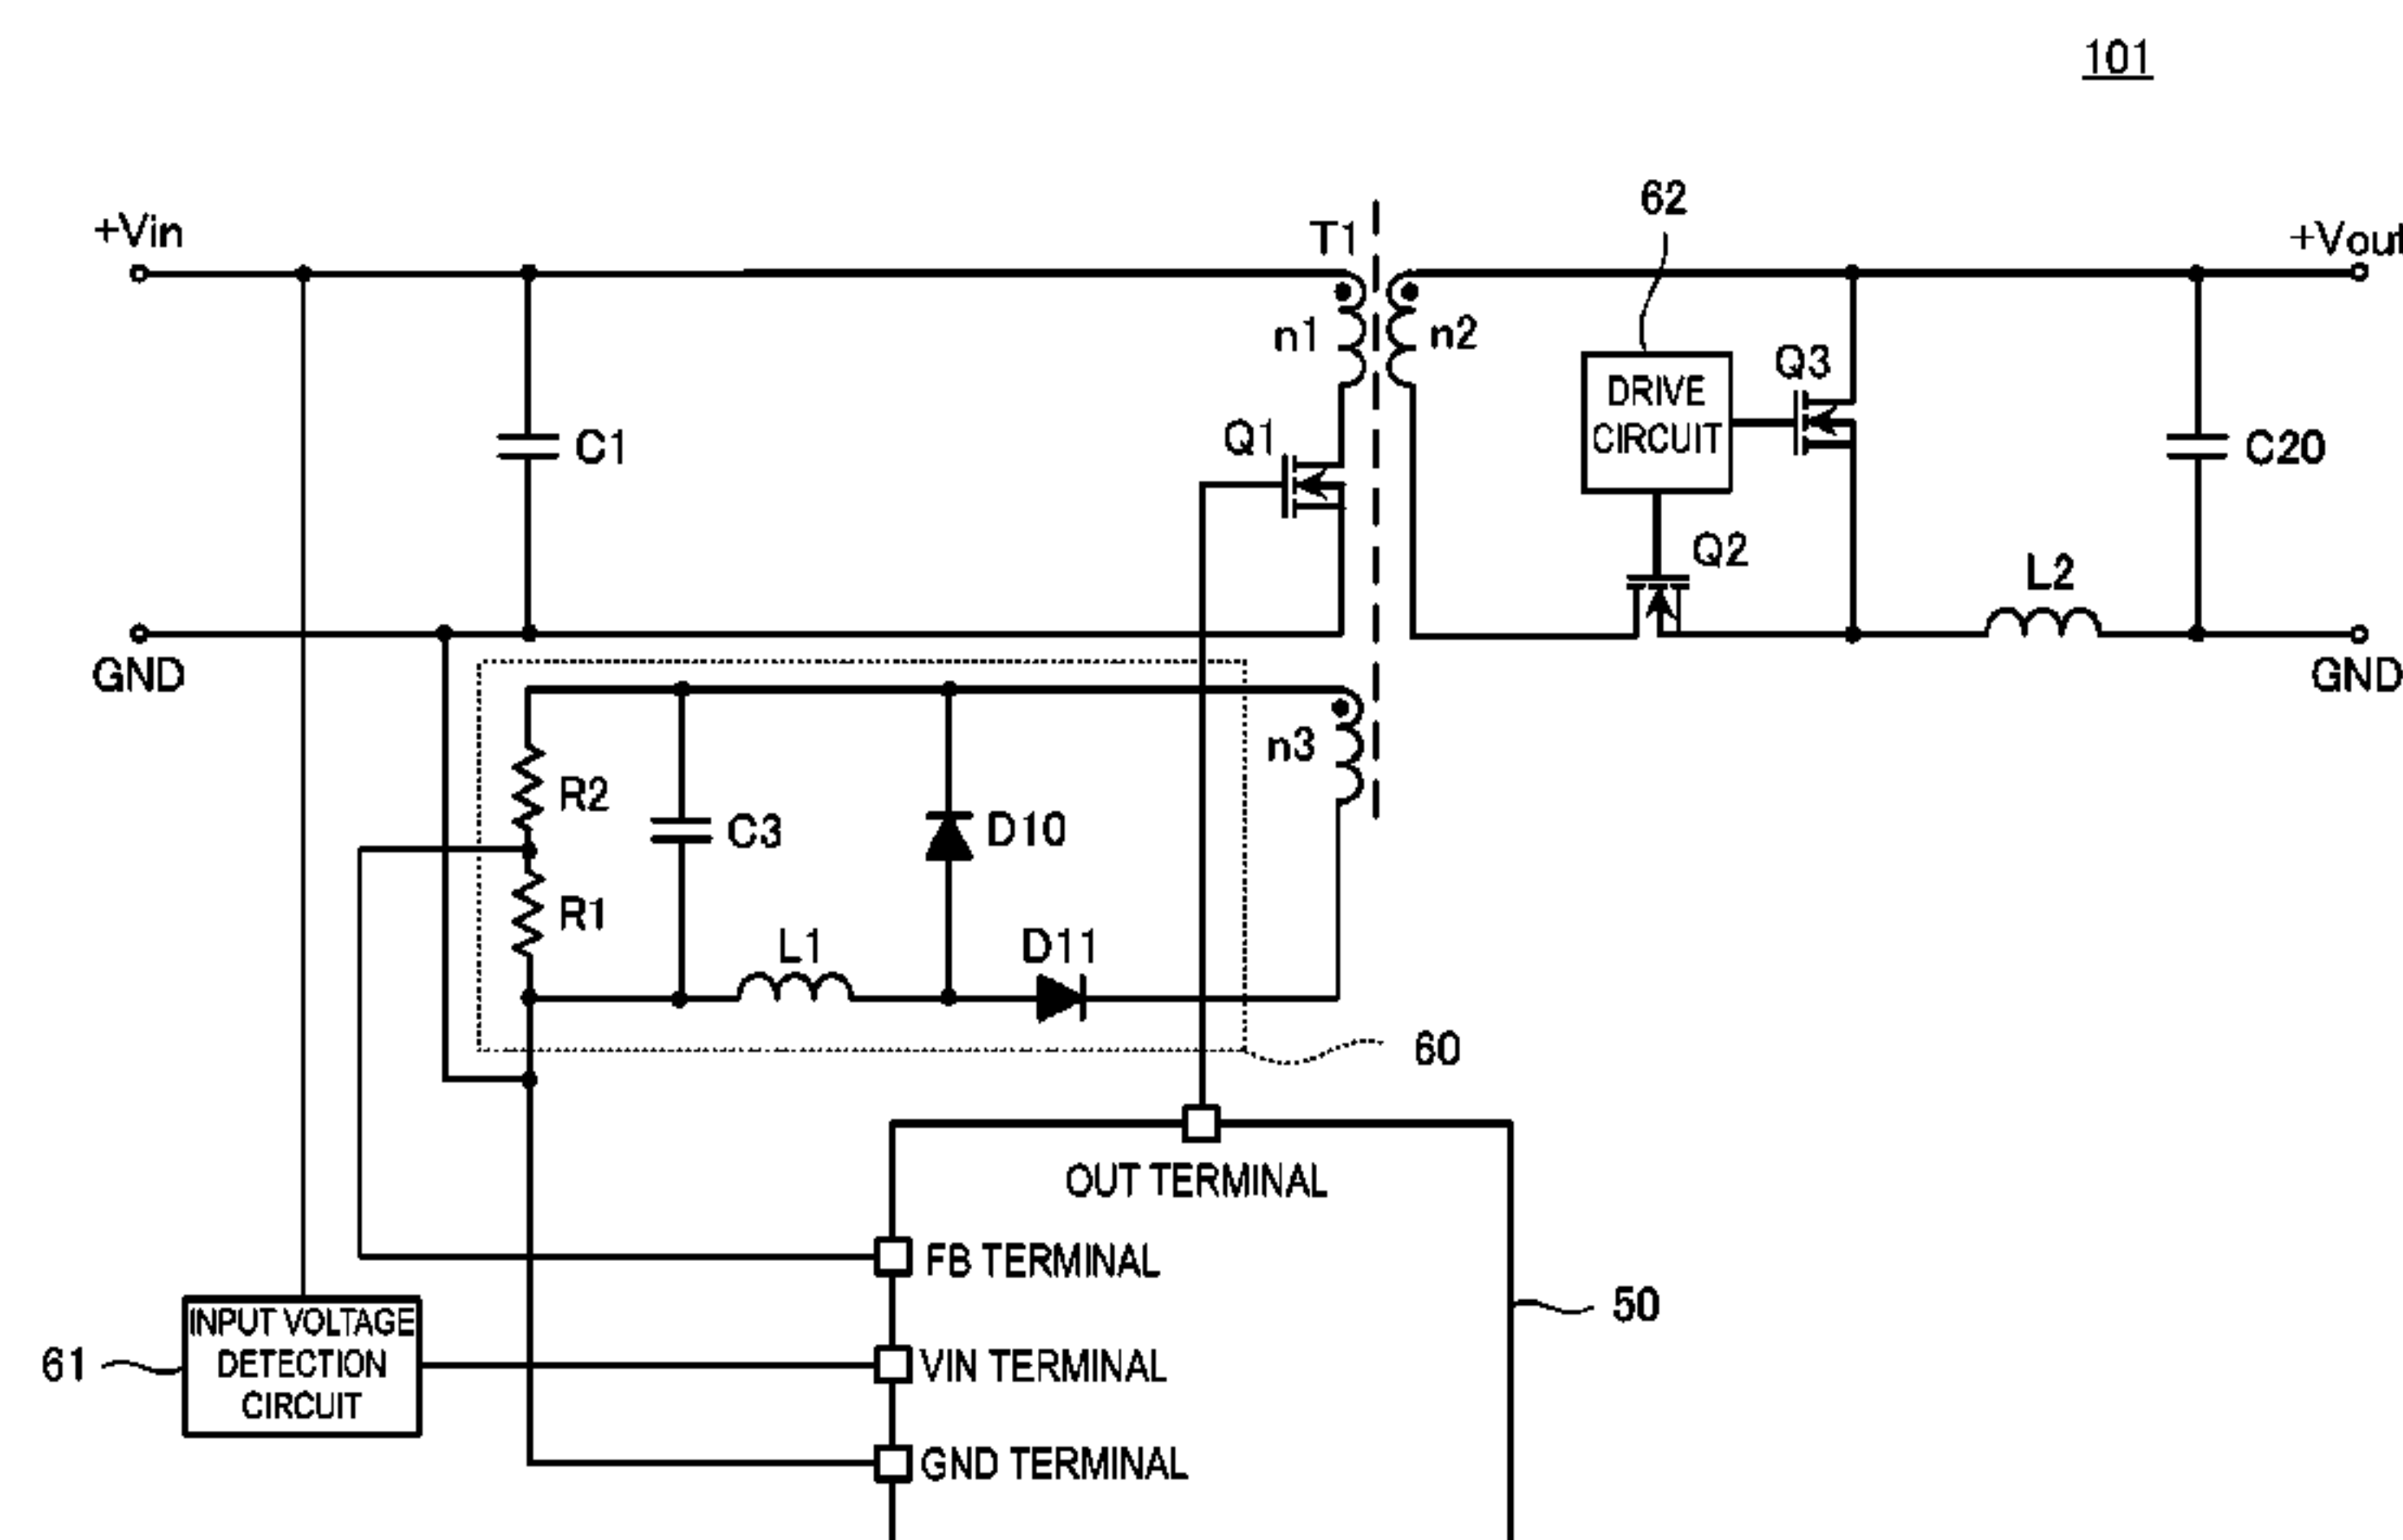 101
62
+Vin
T1
+Vout
n1
n2
DRIVE
CIRCUIT
Q3
Q1
C1
C20
Q2
L2
GND
GND
n3
R2
C3
D10
R1
L1
D11
60
OUT TERMINAL
FB TERMINAL
50
INPUT VOLTAGE
DETECTION
CIRCUIT
61
VIN TERMINAL
GND TERMINAL